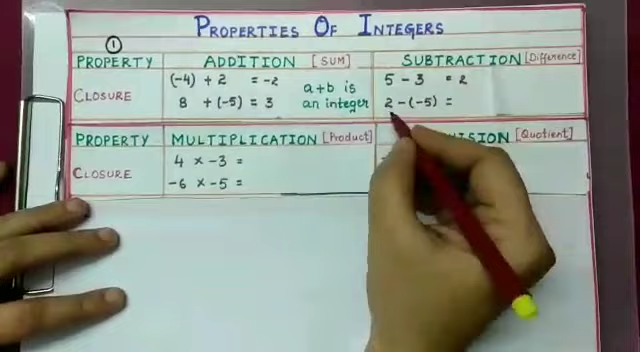 PROPERTIES OF INTEGERS
1
PROPERTY ADDITION [SUM] SUBTRACTION [Difference]
CLOSURE
(-4) + 2 = -2
8 + (-5) = 3
a+b is
an integer
5 - 3 = 2
2 - (-5) =
PROPERTY MULTIPLICATION [Product] [Quotient]
CLOSURE
4 × -3 =
-6 × -5 =